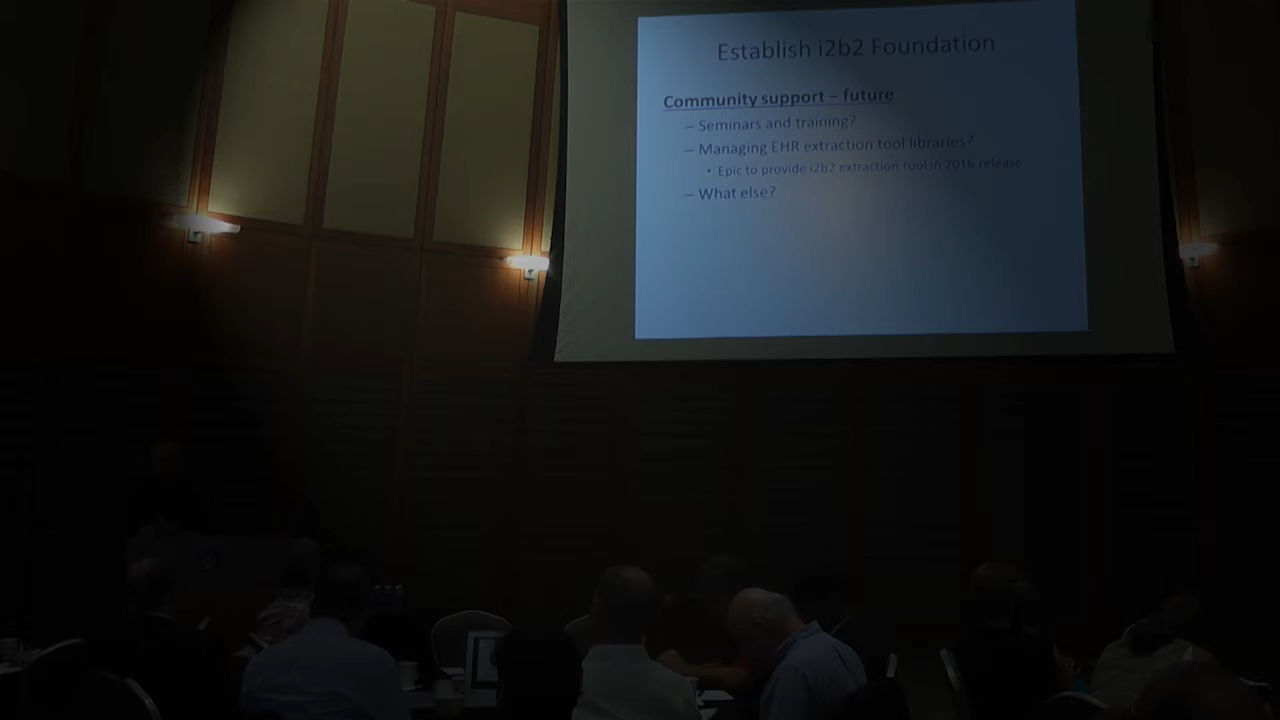 Establish i2b2 Foundation
Community support – future
– Seminars and training?
– Managing EHR extraction tool libraries?
• Epic to provide i2b2 extraction tool in 2016 release
– What else?